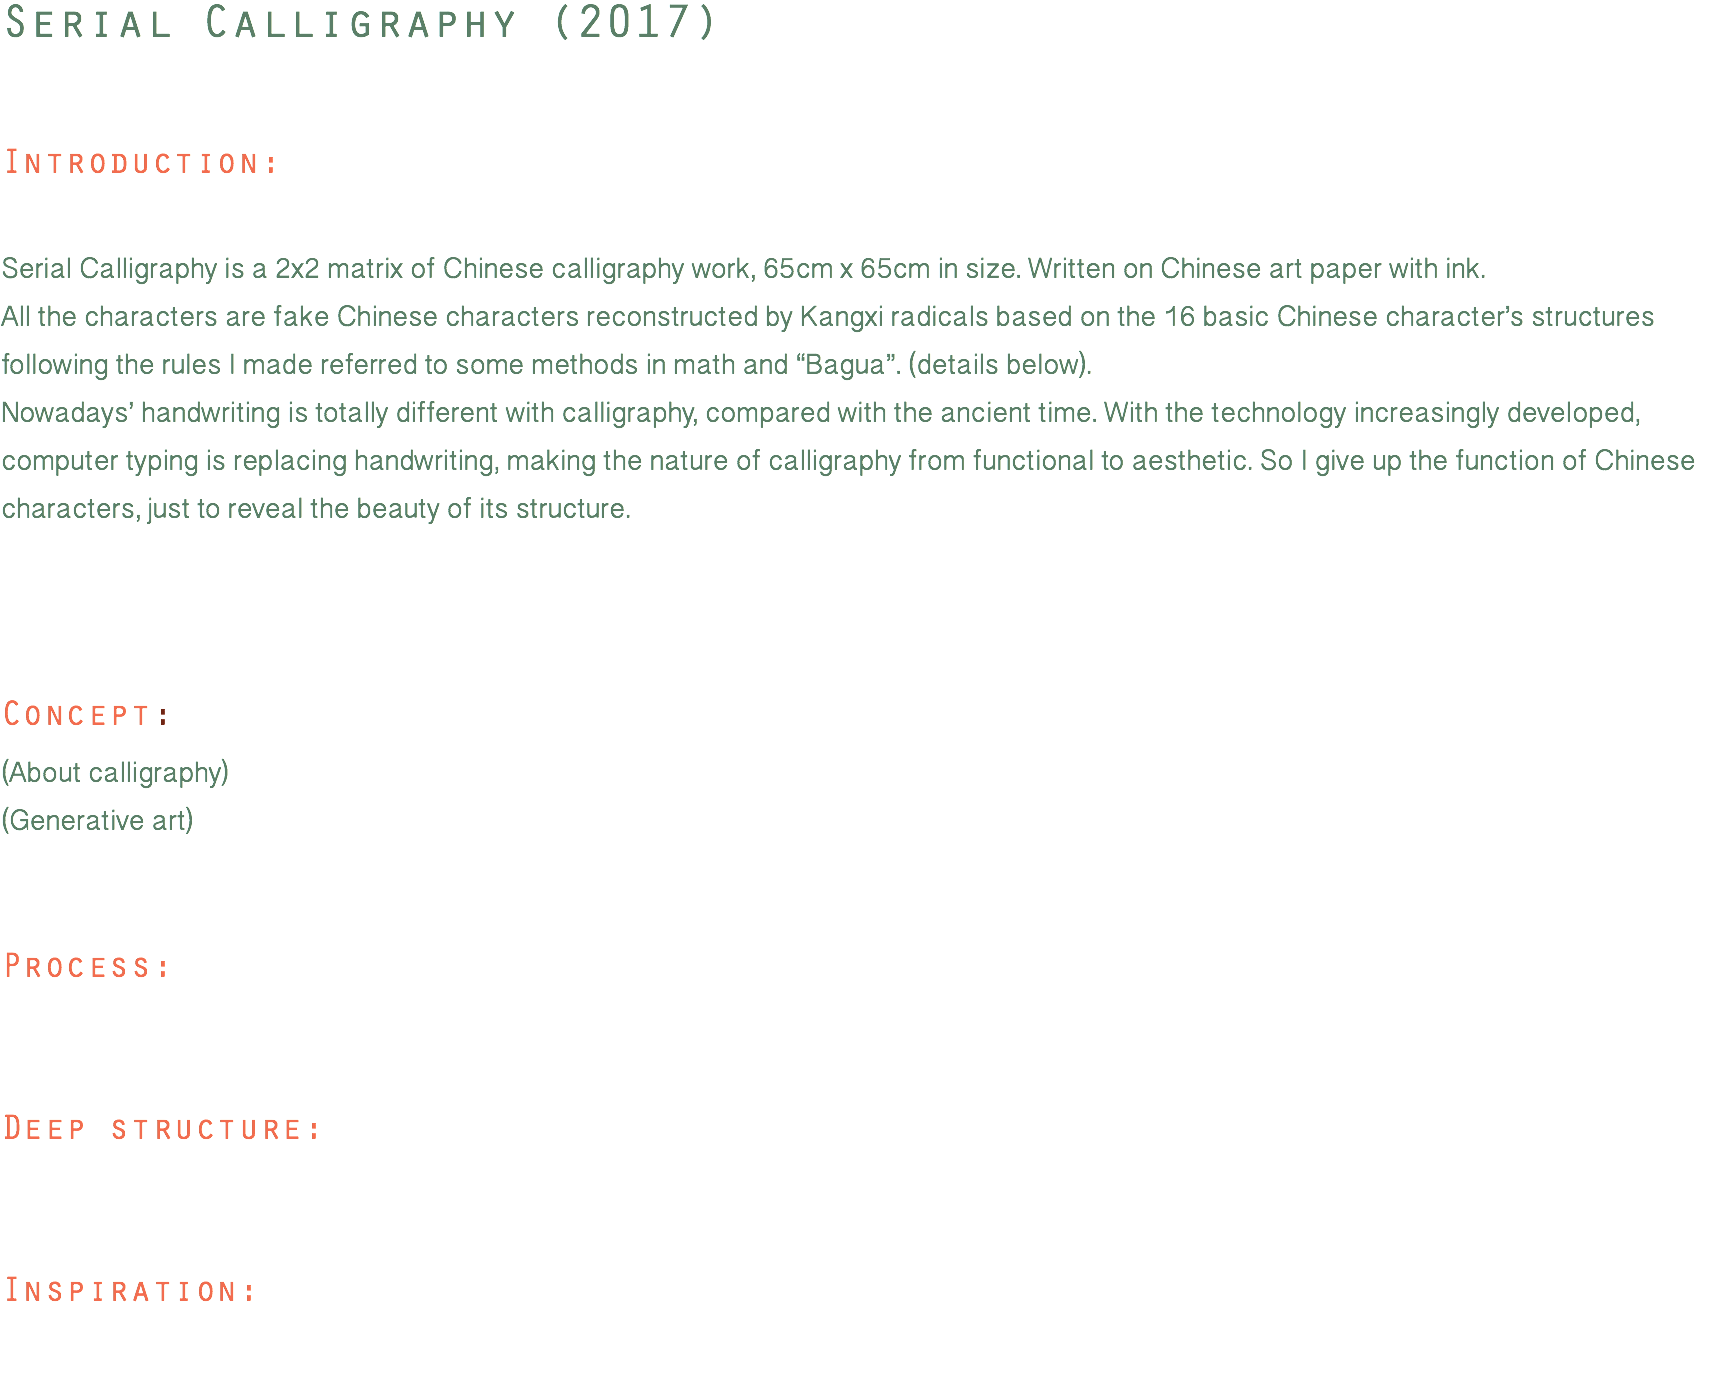 Serial Calligraphy (2017)
Introduction:
Serial Calligraphy is a 2x2 matrix of Chinese calligraphy work, 65cm x 65cm in size. Written on Chinese art paper with ink.
All the characters are fake Chinese characters reconstructed by Kangxi radicals based on the 16 basic Chinese character’s structures
following the rules I made referred to some methods in math and “Bagua”. (details below).
Nowadays’ handwriting is totally different with calligraphy, compared with the ancient time. With the technology increasingly developed,
computer typing is replacing handwriting, making the nature of calligraphy from functional to aesthetic. So I give up the function of Chinese
characters, just to reveal the beauty of its structure.
Concept:
(About calligraphy)
(Generative art)
Process:
Deep structure:
Inspiration: